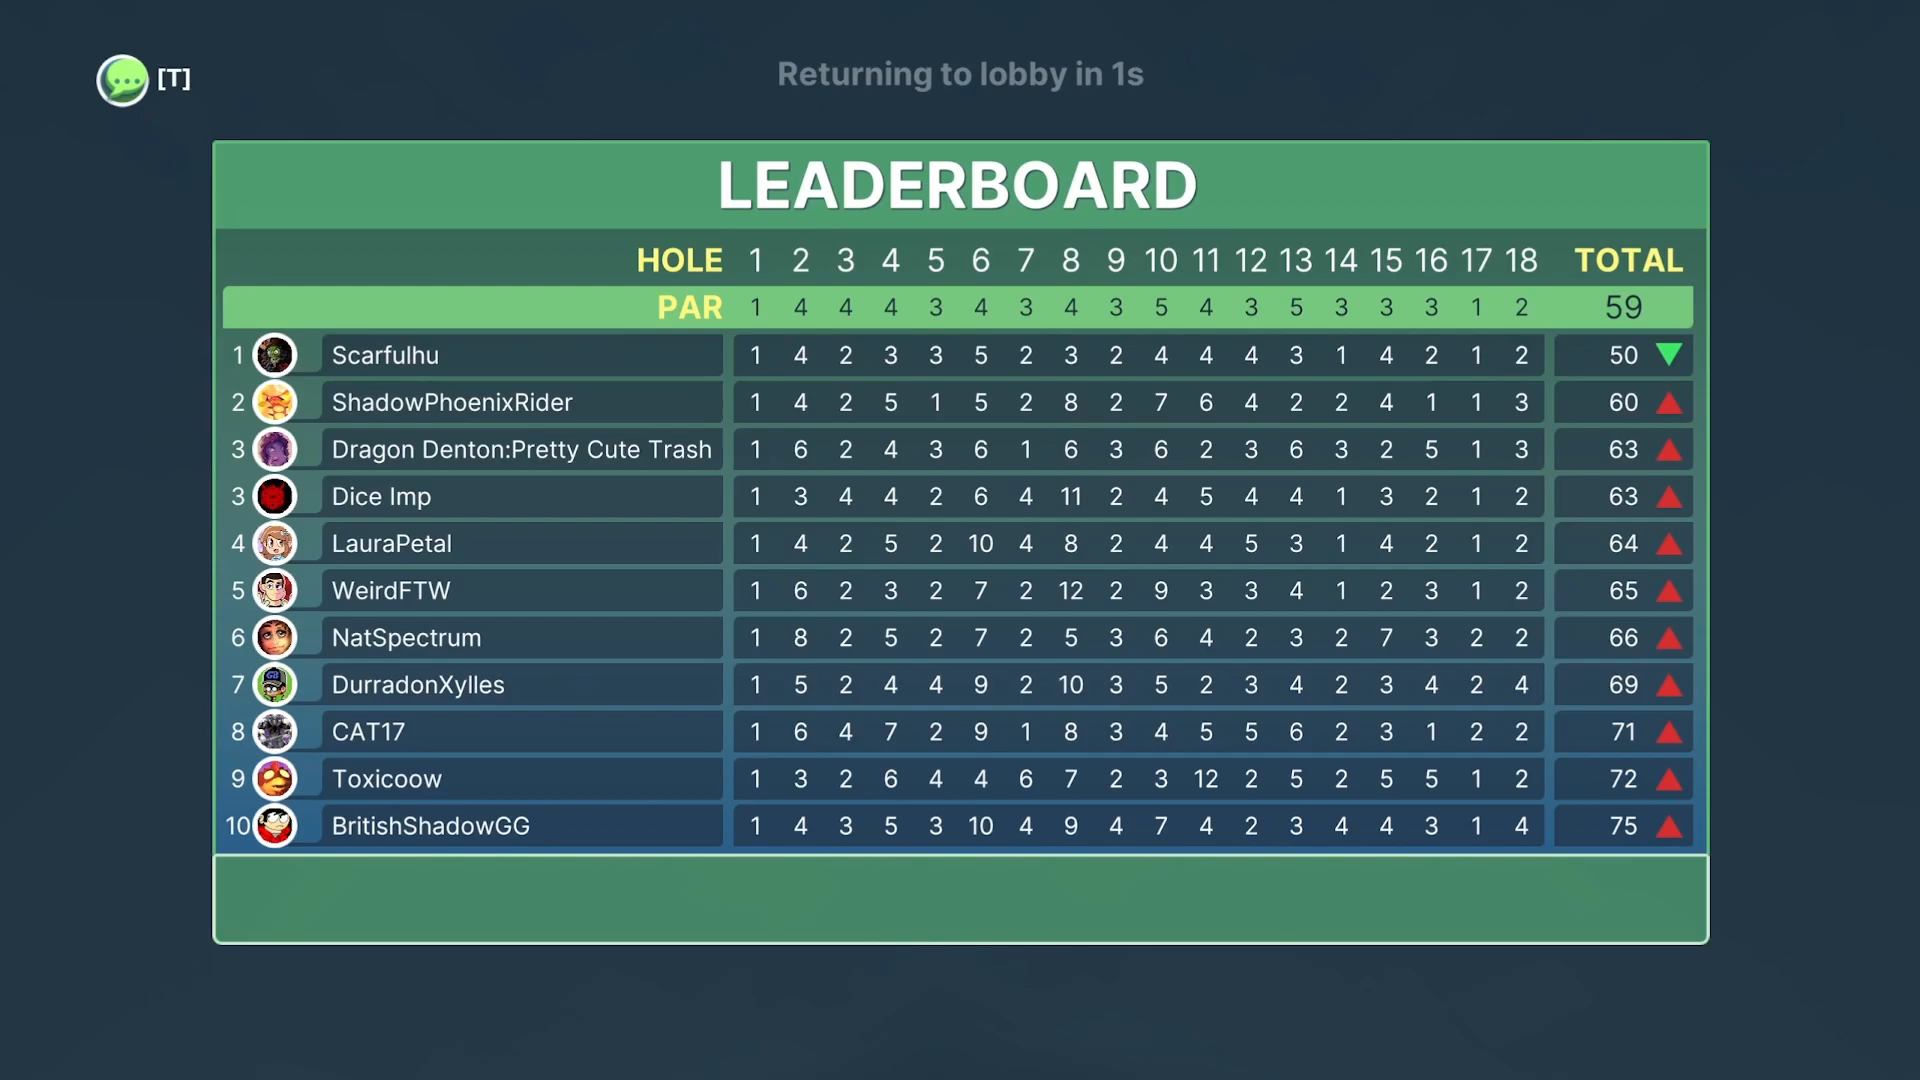 [T]
Returning to lobby in 1s
LEADERBOARD
HOLE 1 2 3 4 5 6 7 8 9 10 11 12 13 14 15 16 17 18 TOTAL
PAR 1 4 4 4 3 4 3 4 3 5 4 3 5 3 3 3 1 2 59
1 Scarfulhu 1 4 2 3 3 5 2 3 2 4 4 4 3 1 4 2 1 2 50
2 ShadowPhoenixRider 1 4 2 5 1 5 2 8 2 7 6 4 2 2 4 1 1 3 60
3 Dragon Denton:Pretty Cute Trash 1 6 2 4 3 6 1 6 3 6 2 3 6 3 2 5 1 3 63
3 Dice Imp 1 3 4 4 2 6 4 11 2 4 5 4 4 1 3 2 1 2 63
4 LauraPetal 1 4 2 5 2 10 4 8 2 4 4 5 3 1 4 2 1 2 64
5 WeirdFTW 1 6 2 3 2 7 2 12 2 9 3 3 4 1 2 3 1 2 65
6 NatSpectrum 1 8 2 5 2 7 2 5 3 6 4 2 3 2 7 3 2 2 66
7 DurradonXylles 1 5 2 4 4 9 2 10 3 5 2 3 4 2 3 4 2 4 69
8 CAT17 1 6 4 7 2 9 1 8 3 4 5 5 6 2 3 1 2 2 71
9 Toxicoow 1 3 2 6 4 4 6 7 2 3 12 2 5 2 5 5 1 2 72
10 BritishShadowGG 1 4 3 5 3 10 4 9 4 7 4 2 3 4 4 3 1 4 75